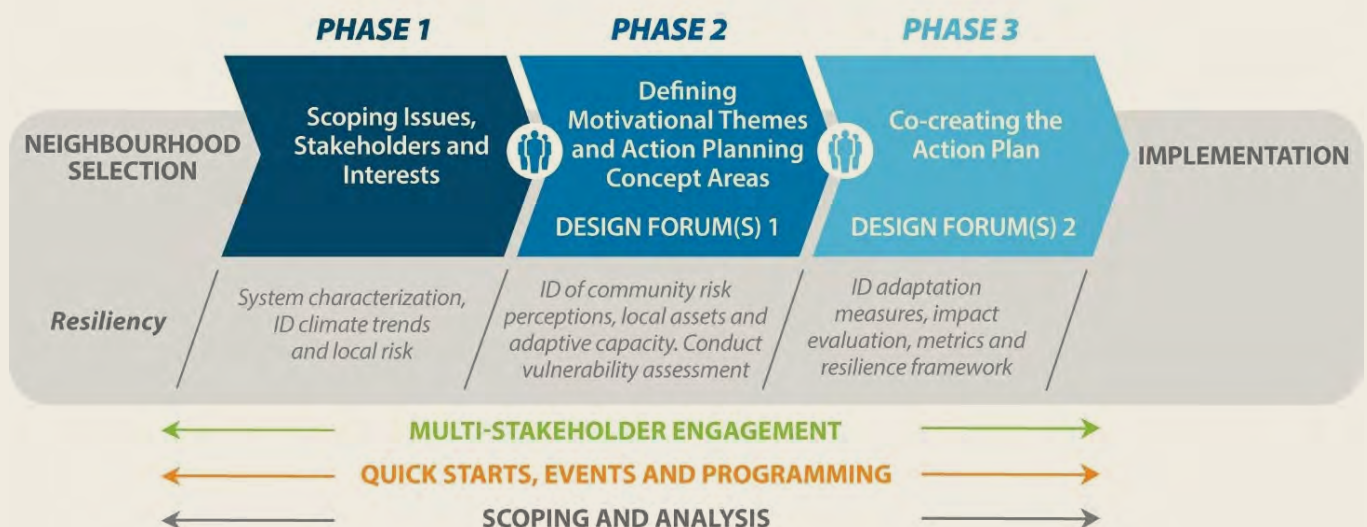 PHASE 1
PHASE 2
PHASE 3
NEIGHBOURHOOD
SELECTION
Scoping Issues,
Stakeholders and
Interests
Defining
Motivational Themes
and Action Planning
Concept Areas
DESIGN FORUM(S) 1
Co-creating the
Action Plan
DESIGN FORUM(S) 2
IMPLEMENTATION
Resiliency
System characterization,
ID climate trends
and local risk
ID of community risk
perceptions, local assets and
adaptive capacity. Conduct
vulnerability assessment
ID adaptation
measures, impact
evaluation, metrics and
resilience framework
MULTI-STAKEHOLDER ENGAGEMENT
QUICK STARTS, EVENTS AND PROGRAMMING
SCOPING AND ANALYSIS